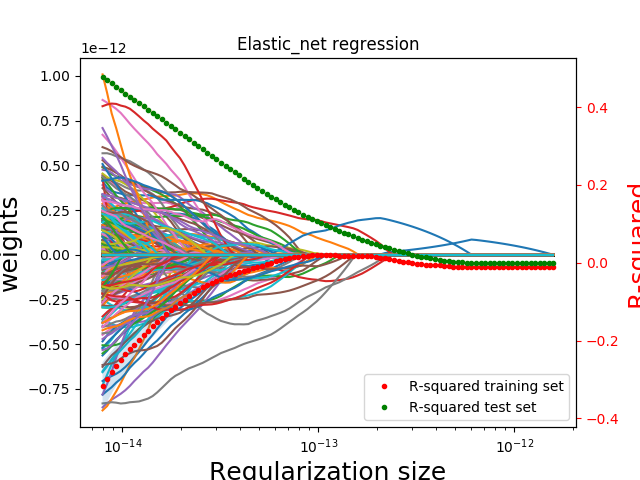 Elastic_net regression
1e−12
1.00
0.75
0.50
0.25
0.00
−0.25
−0.50
−0.75
weights
0.4
0.2
0.0
−0.2
−0.4
R-squared
R-squared training set
R-squared test set
10⁻¹⁴
10⁻¹³
10⁻¹²
Regularization size